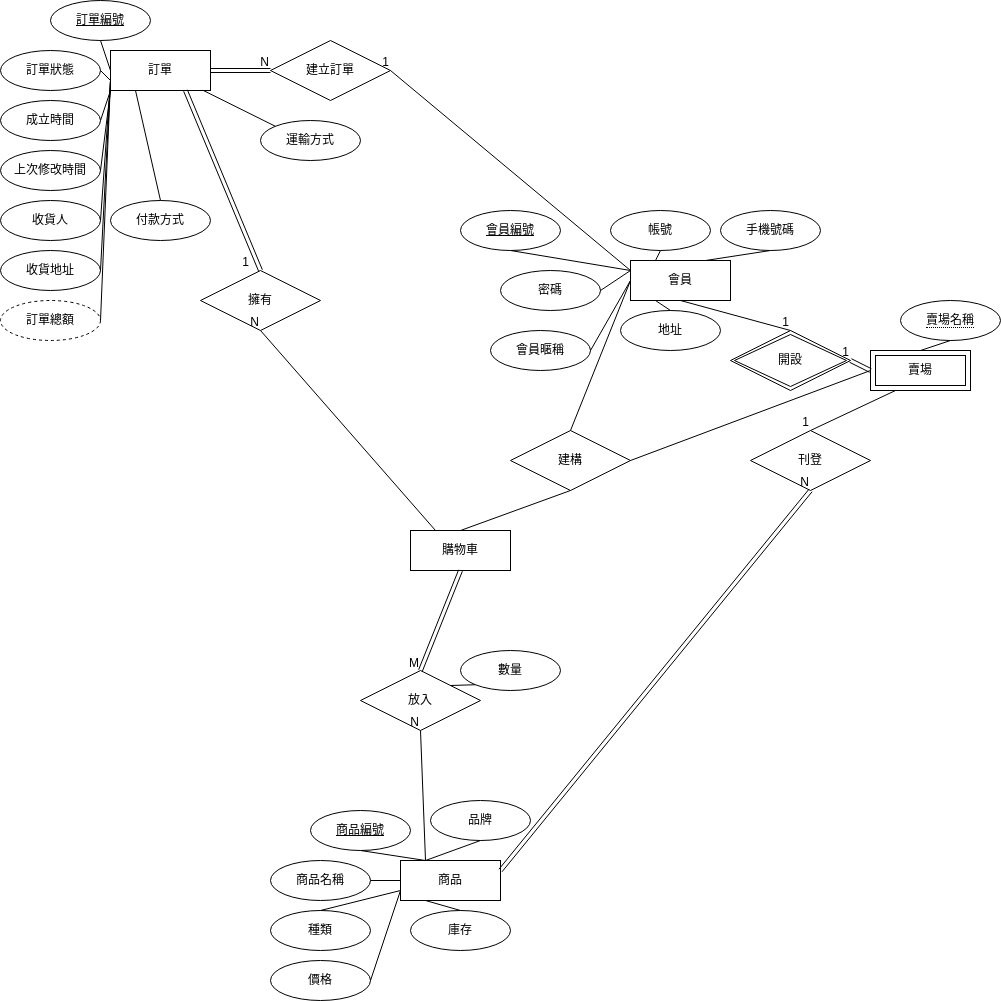 訂單編號
訂單狀態
訂單
N
建立訂單
1
成立時間
運輸方式
上次修改時間
收貨人
付款方式
收貨地址
1
擁有
N
訂單總額
會員編號
帳號
手機號碼
會員
密碼
地址
會員暱稱
1
開設
1
賣場名稱
賣場
建構
1
刊登
N
購物車
M
放入
N
數量
商品編號
品牌
商品名稱
商品
種類
庫存
價格